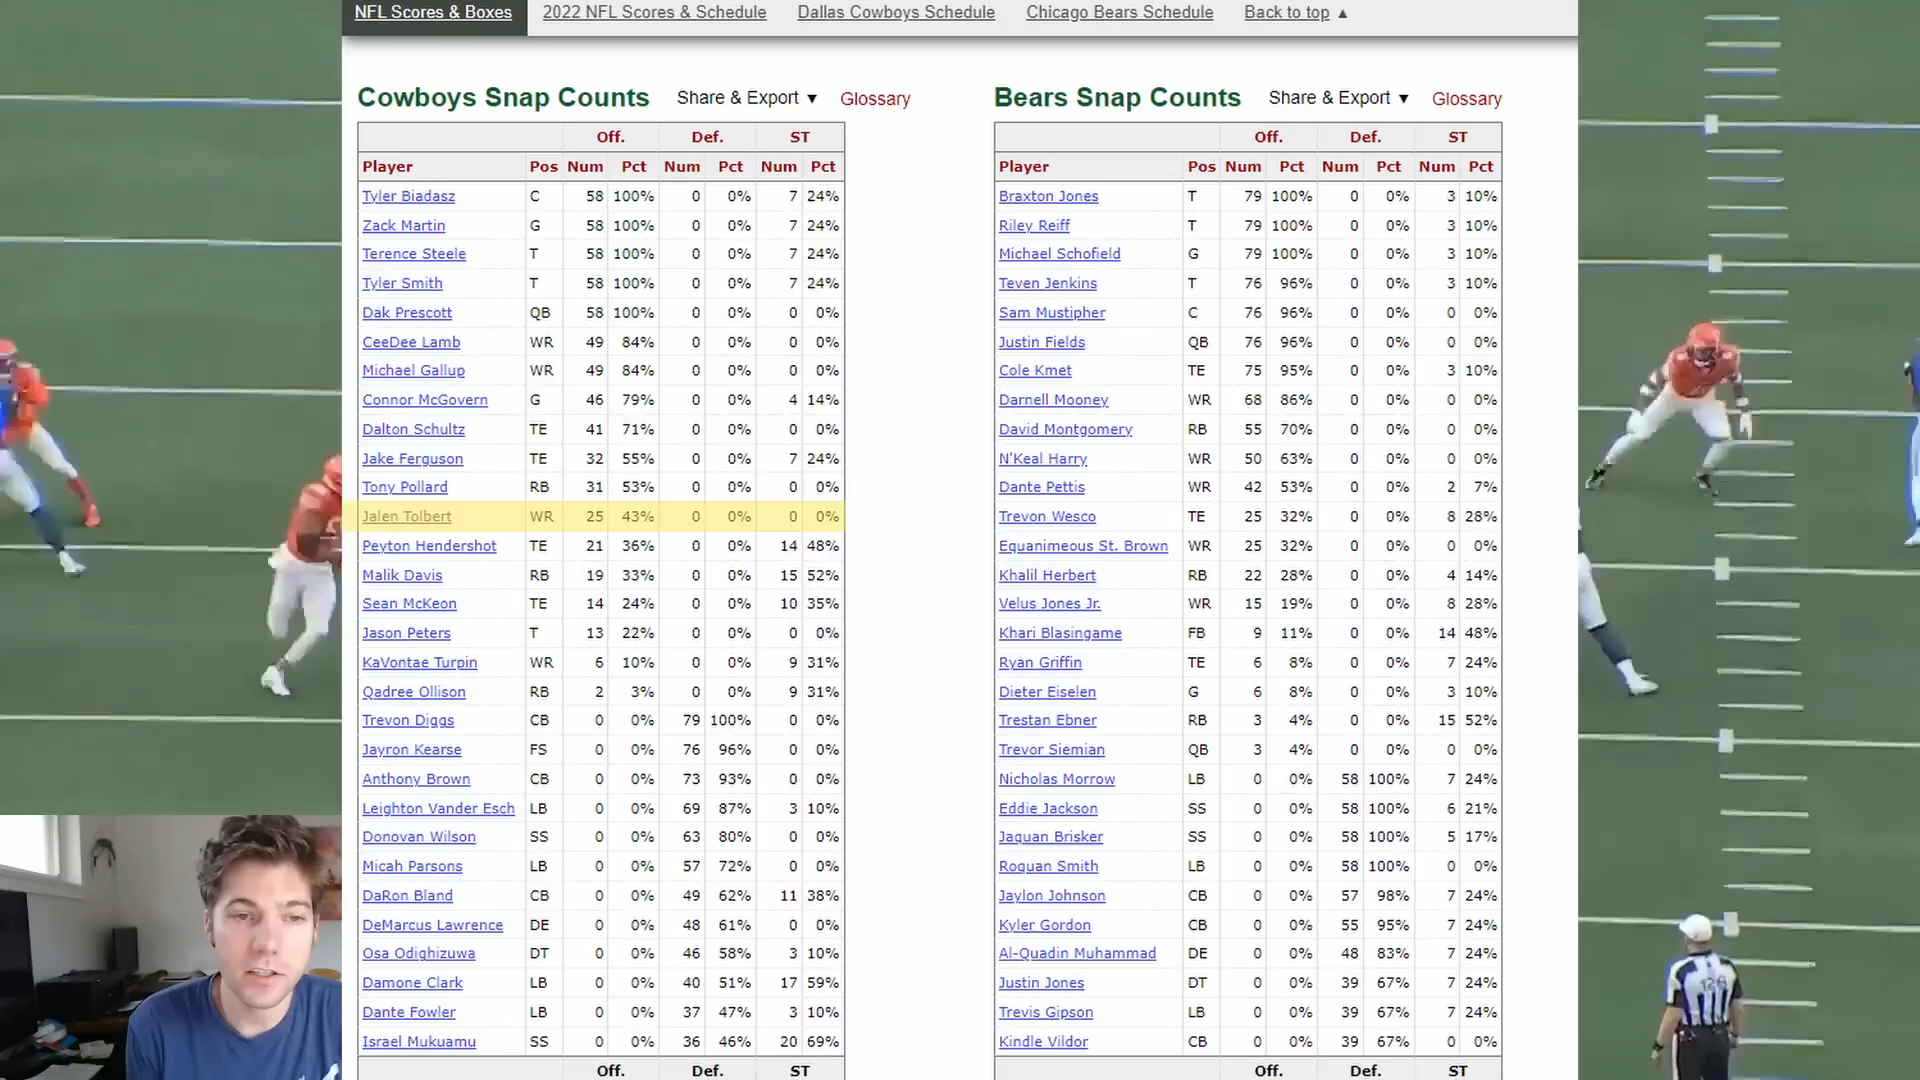 NFL Scores & Boxes 2022 NFL Scores & Schedule Dallas Cowboys Schedule Chicago Bears Schedule Back to top ▲
Cowboys Snap Counts Share & Export ▼ Glossary
Off. Def. ST
Player Pos Num Pct Num Pct Num Pct
Tyler Biadasz C 58 100% 0 0% 7 24%
Zack Martin G 58 100% 0 0% 7 24%
Terence Steele T 58 100% 0 0% 7 24%
Tyler Smith T 58 100% 0 0% 7 24%
Dak Prescott QB 58 100% 0 0% 0 0%
CeeDee Lamb WR 49 84% 0 0% 0 0%
Michael Gallup WR 49 84% 0 0% 0 0%
Connor McGovern G 46 79% 0 0% 4 14%
Dalton Schultz TE 41 71% 0 0% 0 0%
Jake Ferguson TE 32 55% 0 0% 7 24%
Tony Pollard RB 31 53% 0 0% 0 0%
Jalen Tolbert WR 25 43% 0 0% 0 0%
Peyton Hendershot TE 21 36% 0 0% 14 48%
Malik Davis RB 19 33% 0 0% 15 52%
Sean McKeon TE 14 24% 0 0% 10 35%
Jason Peters T 13 22% 0 0% 0 0%
KaVontae Turpin WR 6 10% 0 0% 9 31%
Qadree Ollison RB 2 3% 0 0% 9 31%
Trevon Diggs CB 0 0% 79 100% 0 0%
Jayron Kearse FS 0 0% 76 96% 0 0%
Anthony Brown CB 0 0% 73 93% 0 0%
Leighton Vander Esch LB 0 0% 69 87% 3 10%
Donovan Wilson SS 0 0% 63 80% 0 0%
Micah Parsons LB 0 0% 57 72% 0 0%
DaRon Bland CB 0 0% 49 62% 11 38%
DeMarcus Lawrence DE 0 0% 48 61% 0 0%
Osa Odighizuwa DT 0 0% 46 58% 3 10%
Damone Clark LB 0 0% 40 51% 17 59%
Dante Fowler LB 0 0% 37 47% 3 10%
Israel Mukuamu SS 0 0% 36 46% 20 69%
Off. Def. ST
Bears Snap Counts Share & Export ▼ Glossary
Off. Def. ST
Player Pos Num Pct Num Pct Num Pct
Braxton Jones T 79 100% 0 0% 3 10%
Riley Reiff T 79 100% 0 0% 3 10%
Michael Schofield G 79 100% 0 0% 3 10%
Teven Jenkins T 76 96% 0 0% 3 10%
Sam Mustipher C 76 96% 0 0% 0 0%
Justin Fields QB 76 96% 0 0% 0 0%
Cole Kmet TE 75 95% 0 0% 3 10%
Darnell Mooney WR 68 86% 0 0% 0 0%
David Montgomery RB 55 70% 0 0% 0 0%
N'Keal Harry WR 50 63% 0 0% 0 0%
Dante Pettis WR 42 53% 0 0% 2 7%
Trevon Wesco TE 25 32% 0 0% 8 28%
Equanimeous St. Brown WR 25 32% 0 0% 0 0%
Khalil Herbert RB 22 28% 0 0% 4 14%
Velus Jones Jr. WR 15 19% 0 0% 8 28%
Khari Blasingame FB 9 11% 0 0% 14 48%
Ryan Griffin TE 6 8% 0 0% 7 24%
Dieter Eiselen G 6 8% 0 0% 3 10%
Trestan Ebner RB 3 4% 0 0% 15 52%
Trevor Siemian QB 3 4% 0 0% 0 0%
Nicholas Morrow LB 0 0% 58 100% 7 24%
Eddie Jackson SS 0 0% 58 100% 6 21%
Jaquan Brisker SS 0 0% 58 100% 5 17%
Roquan Smith LB 0 0% 58 100% 0 0%
Jaylon Johnson CB 0 0% 57 98% 7 24%
Kyler Gordon CB 0 0% 55 95% 7 24%
Al-Quadin Muhammad DE 0 0% 48 83% 7 24%
Justin Jones DT 0 0% 39 67% 7 24%
Trevis Gipson LB 0 0% 39 67% 7 24%
Kindle Vildor CB 0 0% 39 67% 0 0%
Off. Def. ST